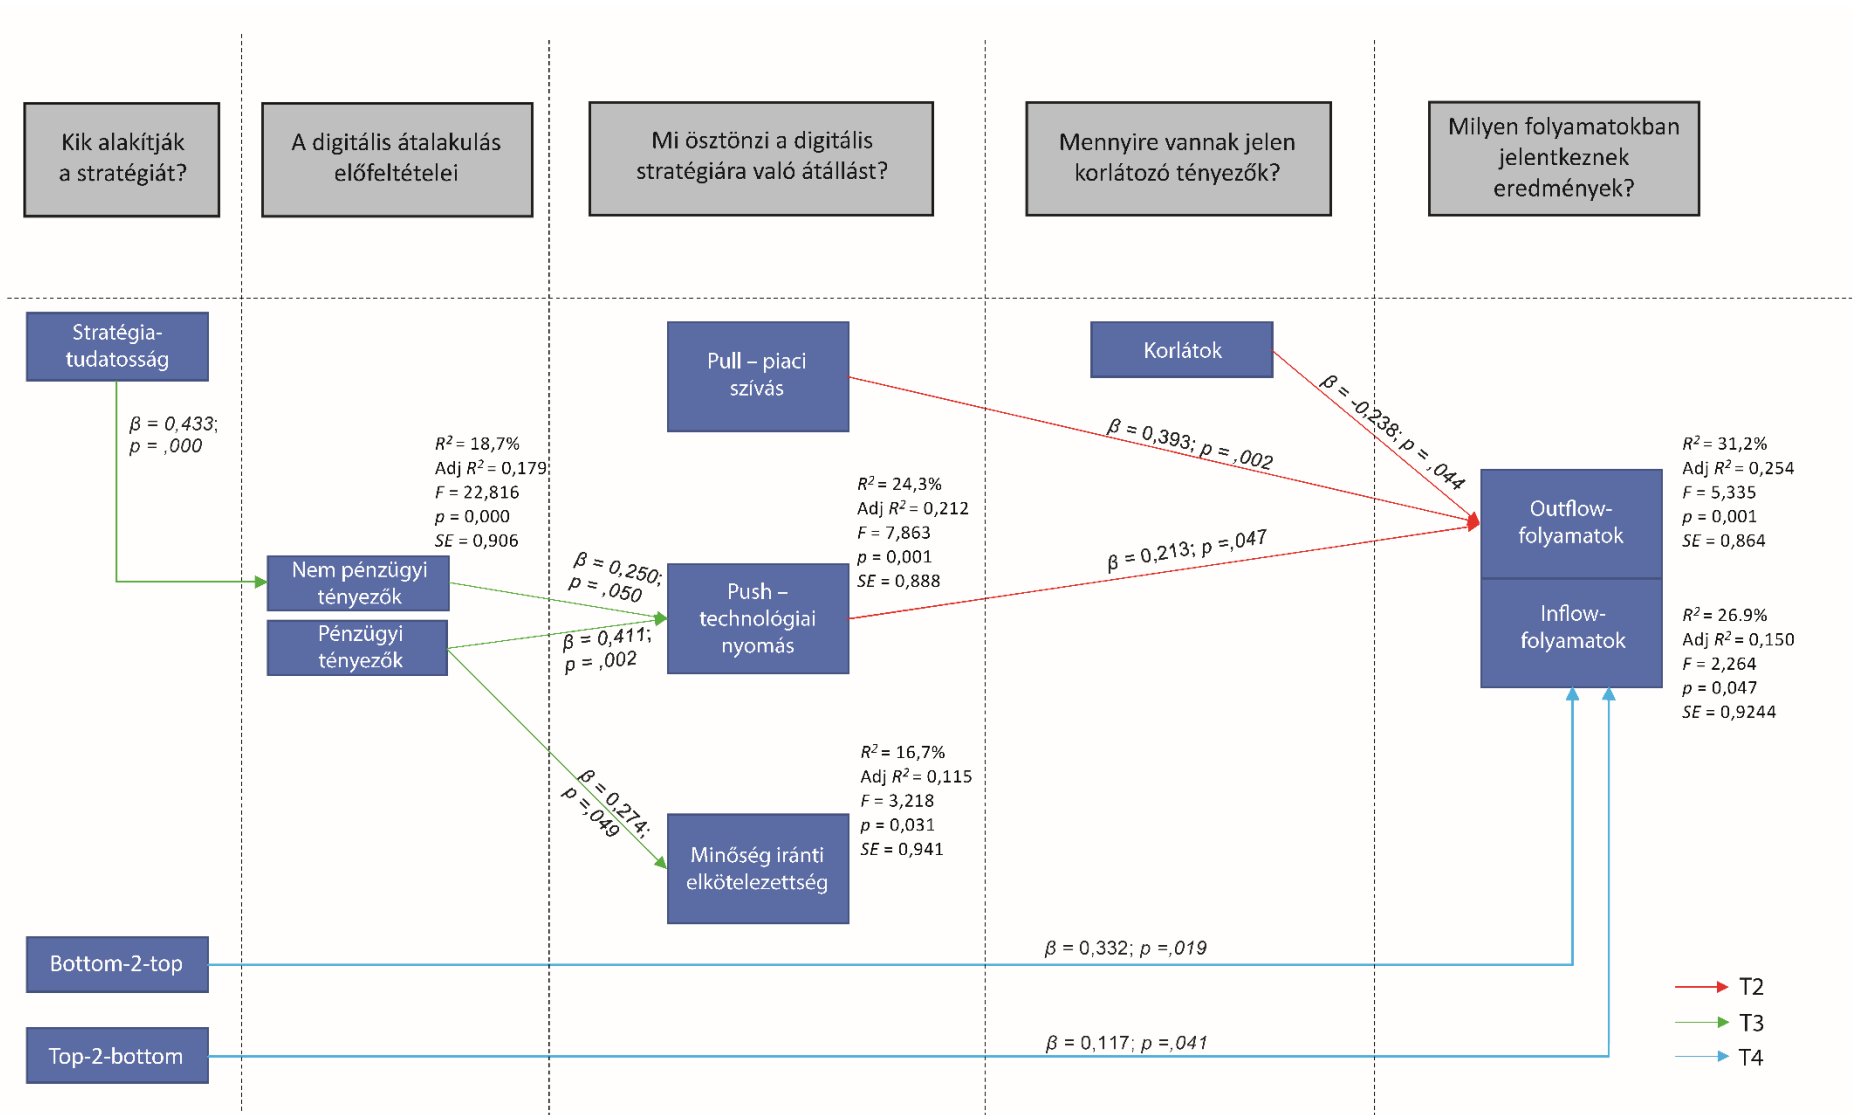 Kik alakítják
a stratégiát?
A digitális átalakulás
előfeltételei
Mi ösztönzi a digitális
stratégiára való átállást?
Mennyire vannak jelen
korlátozó tényezők?
Milyen folyamatokban
jelentkeznek
eredmények?
Stratégia-
tudatosság
β = 0,433;
p = ,000
R² = 18,7%
Adj R² = 0,179
F = 22,816
p = 0,000
SE = 0,906
Nem pénzügyi
tényezők
Pénzügyi
tényezők
β = 0,250;
p = ,050
β = 0,411;
p = ,002
β = 0,274;
p =,049
Pull – piaci
szívás
R² = 24,3%
Adj R² = 0,212
F = 7,863
p = 0,001
SE = 0,888
Push –
technológiai
nyomás
R² = 16,7%
Adj R² = 0,115
F = 3,218
p = 0,031
SE = 0,941
Minőség iránti
elkötelezettség
Korlátok
β = -0,238; p = ,044
β = 0,393; p = ,002
β = 0,213; p =,047
R² = 31,2%
Adj R² = 0,254
F = 5,335
p = 0,001
SE = 0,864
Outflow-
folyamatok
Inflow-
folyamatok
R² = 26.9%
Adj R² = 0,150
F = 2,264
p = 0,047
SE = 0,9244
Bottom-2-top
β = 0,332; p =,019
Top-2-bottom
β = 0,117; p =,041
T2
T3
T4